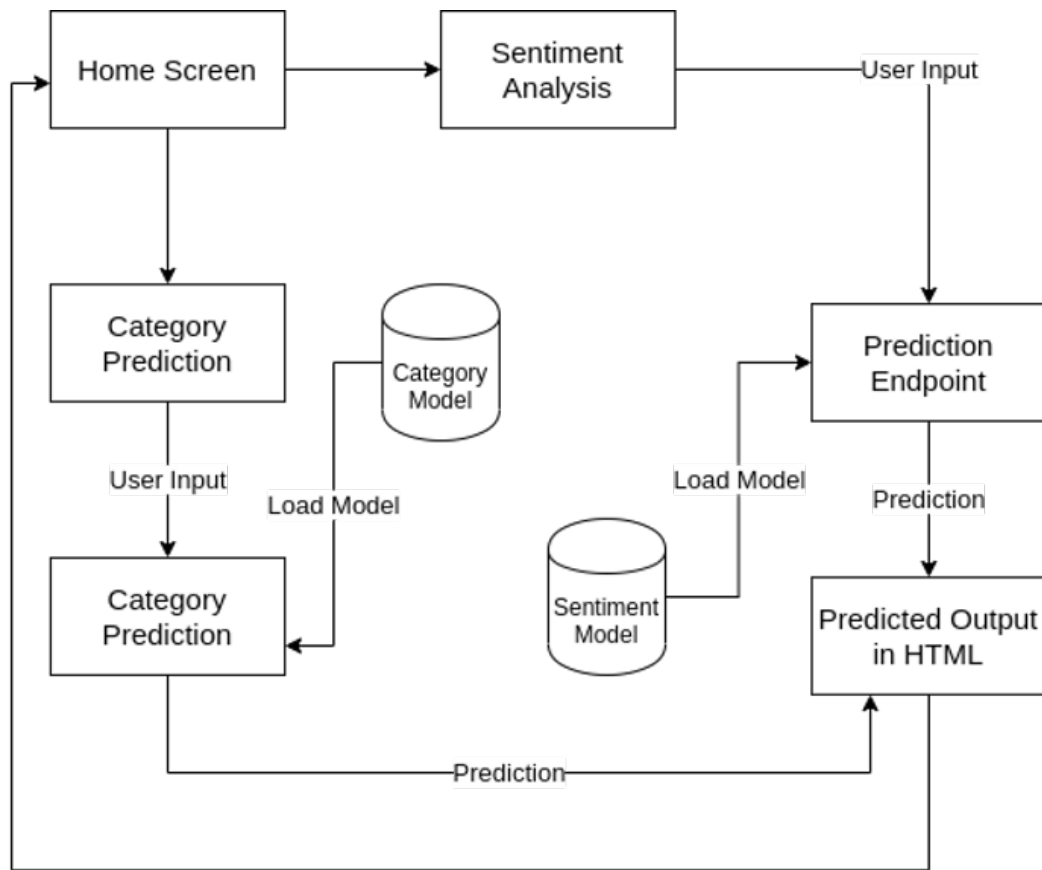 Home Screen
Sentiment
Analysis
User Input
Category
Prediction
Category
Model
Prediction
Endpoint
User Input
Load Model
Load Model
Prediction
Category
Prediction
Sentiment
Model
Predicted Output
in HTML
Prediction